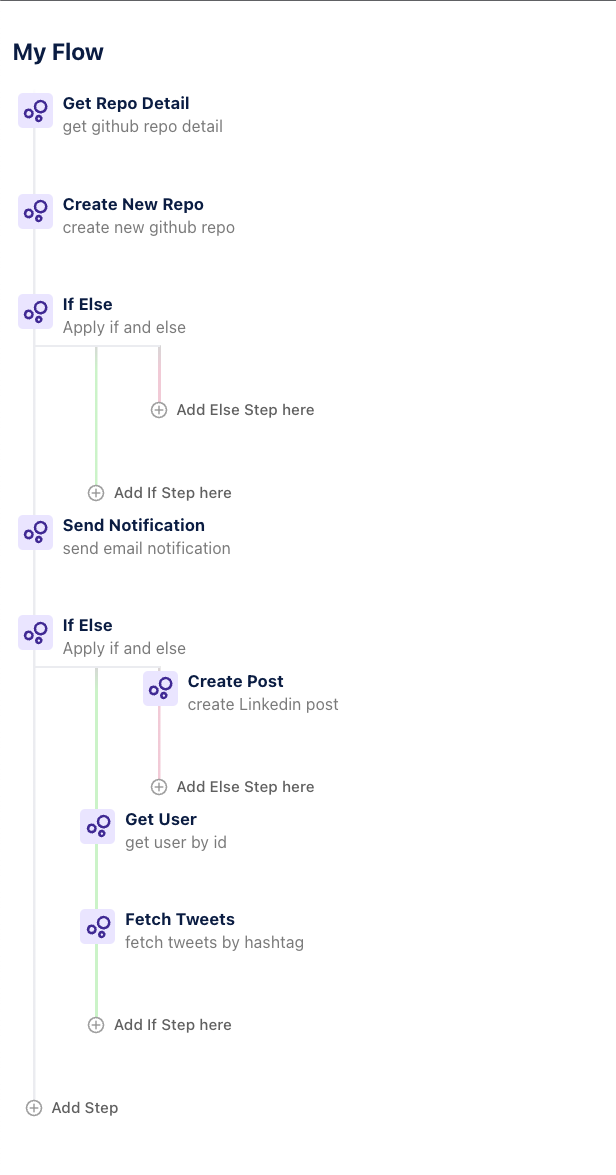 My Flow
Get Repo Detail
get github repo detail
Create New Repo
create new github repo
If Else
Apply if and else
Add Else Step here
Add If Step here
Send Notification
send email notification
If Else
Apply if and else
Create Post
create Linkedin post
Add Else Step here
Get User
get user by id
Fetch Tweets
fetch tweets by hashtag
Add If Step here
Add Step